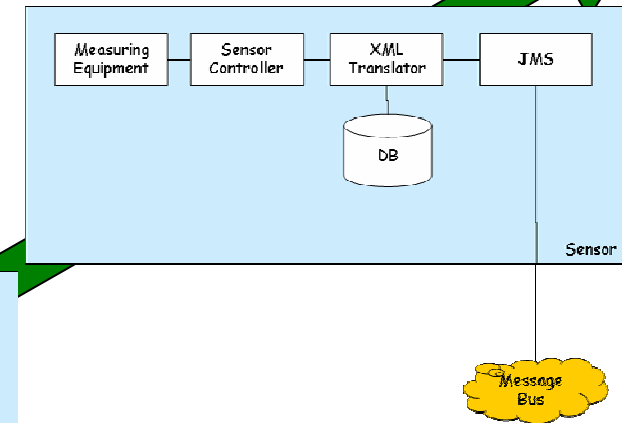 Measuring
Equipment
Sensor
Controller
XML
Translator
JMS
DB
Sensor
Message
Bus